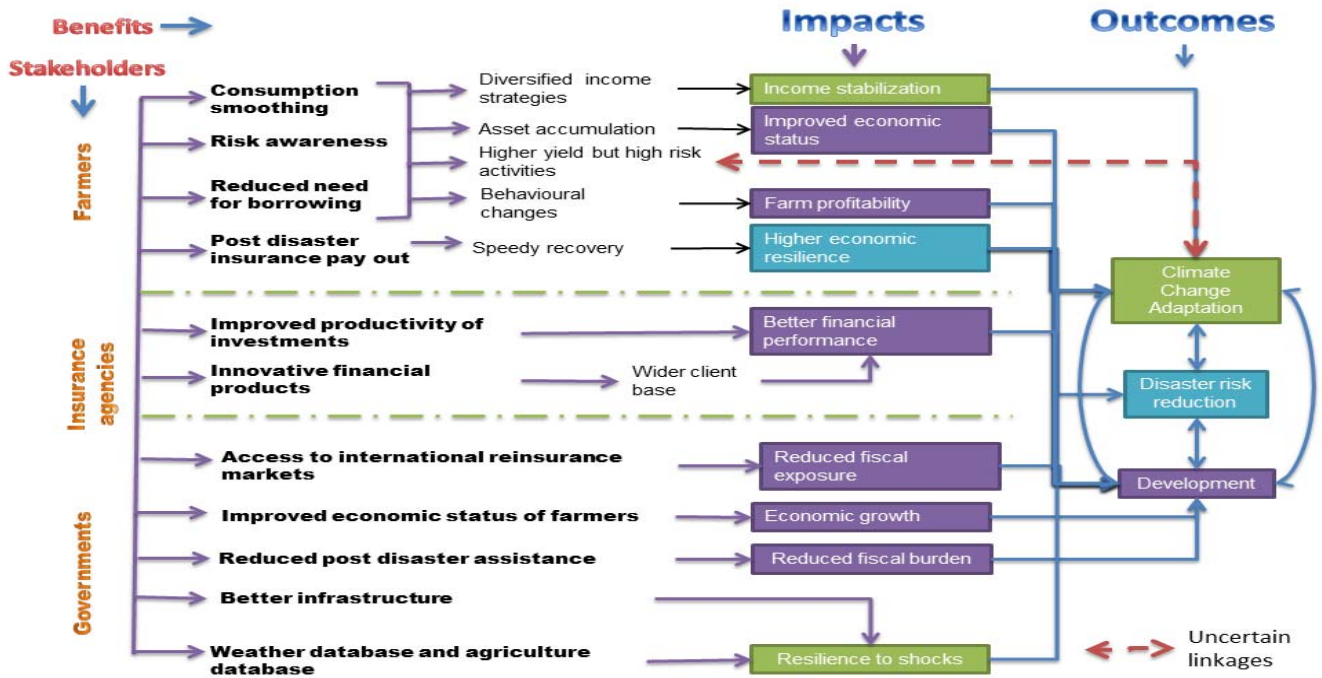 Benefits
Impacts
Outcomes
Stakeholders
Farmers
Consumption
smoothing
Risk awareness
Reduced need
for borrowing
Post disaster
insurance pay out
Diversified income
strategies
Asset accumulation
Higher yield but high risk
activities
Behavioural
changes
Speedy recovery
Income stabilization
Improved economic
status
Farm profitability
Higher economic
resilience
Insurance
agencies
Improved productivity of
investments
Innovative financial
products
Wider client
base
Better financial
performance
Governments
Access to international reinsurance
markets
Improved economic status of farmers
Reduced post disaster assistance
Better infrastructure
Weather database and agriculture
database
Reduced fiscal
exposure
Economic growth
Reduced fiscal burden
Resilience to shocks
Climate
Change
Adaptation
Disaster risk
reduction
Development
Uncertain
linkages